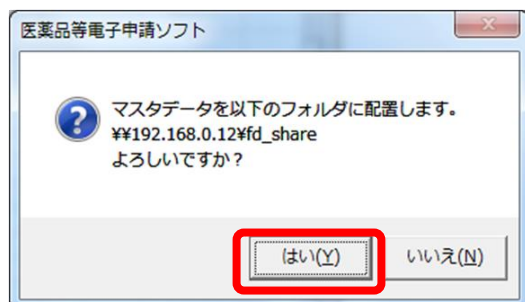 医薬品等電子申請ソフト
マスタデータを以下のフォルダに配置します。
¥¥192.168.0.12¥fd_share
よろしいですか？
はい(Y)
いいえ(N)